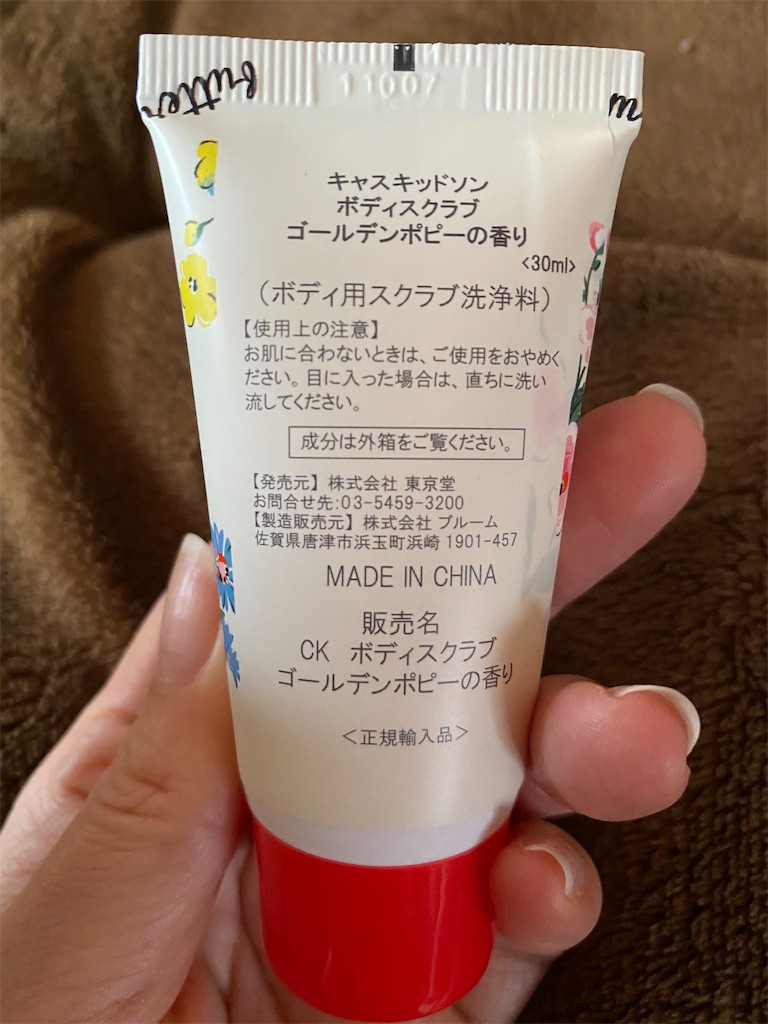 butter
11007
キャスキッドソン
ボディスクラブ
ゴールデンポピーの香り
<30ml>
(ボディ用スクラブ洗浄料)
【使用上の注意】
お肌に合わないときは、ご使用をおやめく
ださい。目に入った場合は、直ちに洗い
流してください。
成分は外箱をご覧ください。
【発売元】株式会社 東京堂
お問合せ先:03-5459-3200
【製造販売元】株式会社 ブルーム
佐賀県唐津市浜玉町浜崎 1901-457
MADE IN CHINA
販売名
CK ボディスクラブ
ゴールデンポピーの香り
<正規輸入品>